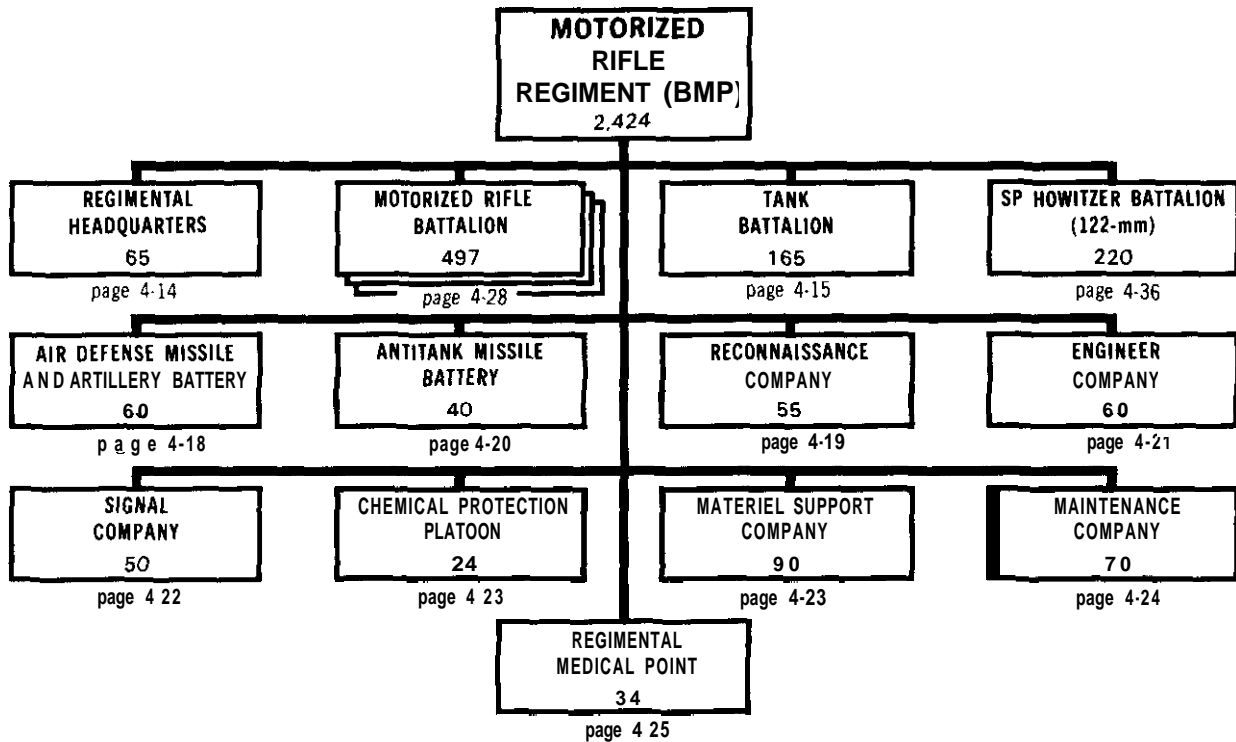 MOTORIZED
RIFLE
REGIMENT (BMP)
2,424
REGIMENTAL
HEADQUARTERS
65
page 4-14
MOTORIZED RIFLE
BATTALION
497
page 4-28
TANK
BATTALION
165
page 4-15
SP HOWITZER BATTALION
(122-mm)
220
page 4-36
AIR DEFENSE MISSILE
AND ARTILLERY BATTERY
60
page 4-18
ANTITANK MISSILE
BATTERY
40
page 4-20
RECONNAISSANCE
COMPANY
55
page 4-19
ENGINEER
COMPANY
60
page 4-21
SIGNAL
COMPANY
50
page 4 22
CHEMICAL PROTECTION
PLATOON
24
page 4 23
MATERIEL SUPPORT
COMPANY
90
page 4-23
MAINTENANCE
COMPANY
70
page 4-24
REGIMENTAL
MEDICAL POINT
34
page 4 25